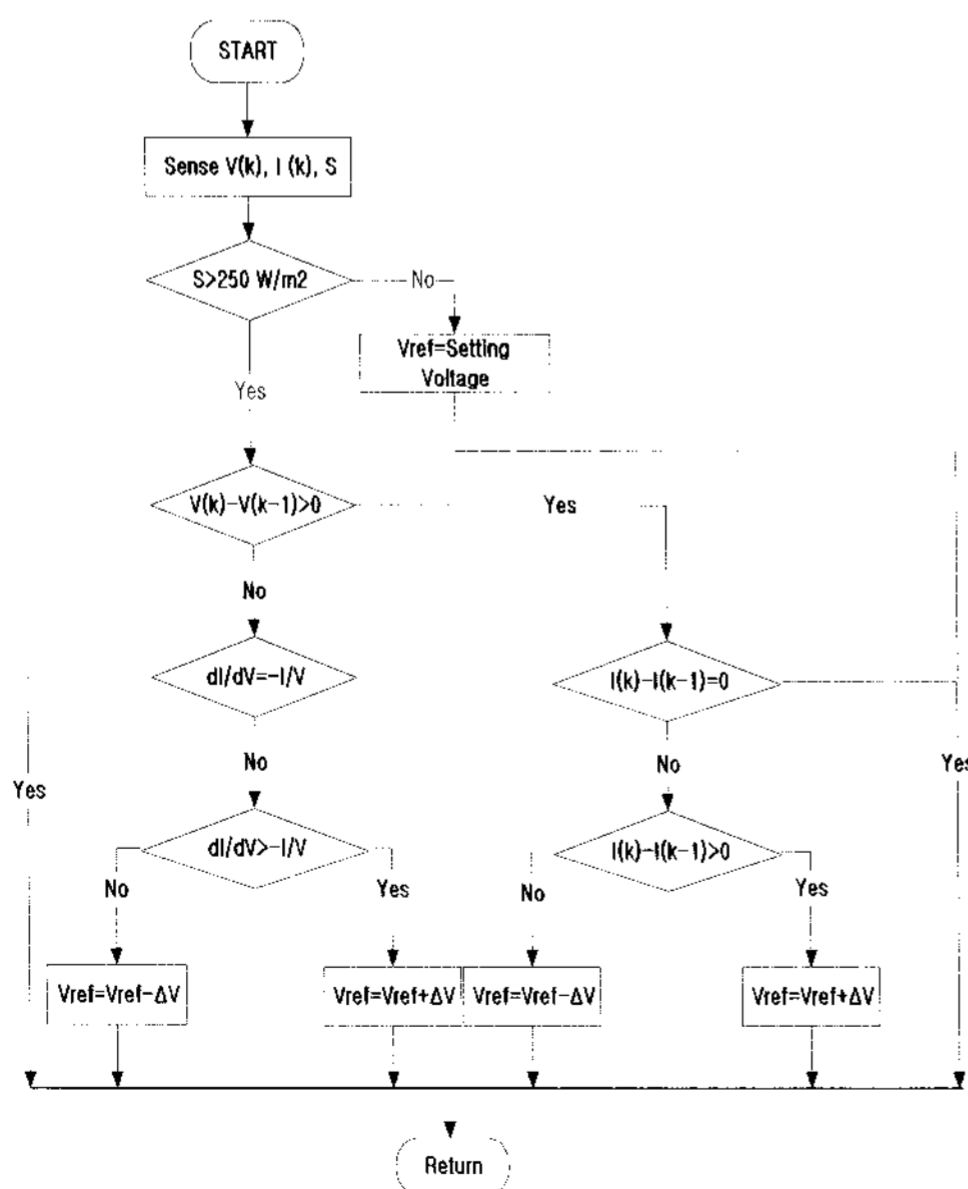 START
Sense V(k), I (k), S
S>250 W/m2
No
Vref=Setting
Voltage
Yes
V(k)-V(k-1)>0
Yes
No
dI/dV=-I/V
I(k)-I(k-1)=0
No
No
Yes
Yes
dI/dV>-I/V
I(k)-I(k-1)>0
No
Yes
No
Yes
Vref=Vref-ΔV
Vref=Vref+ΔV
Vref=Vref-ΔV
Vref=Vref+ΔV
Return